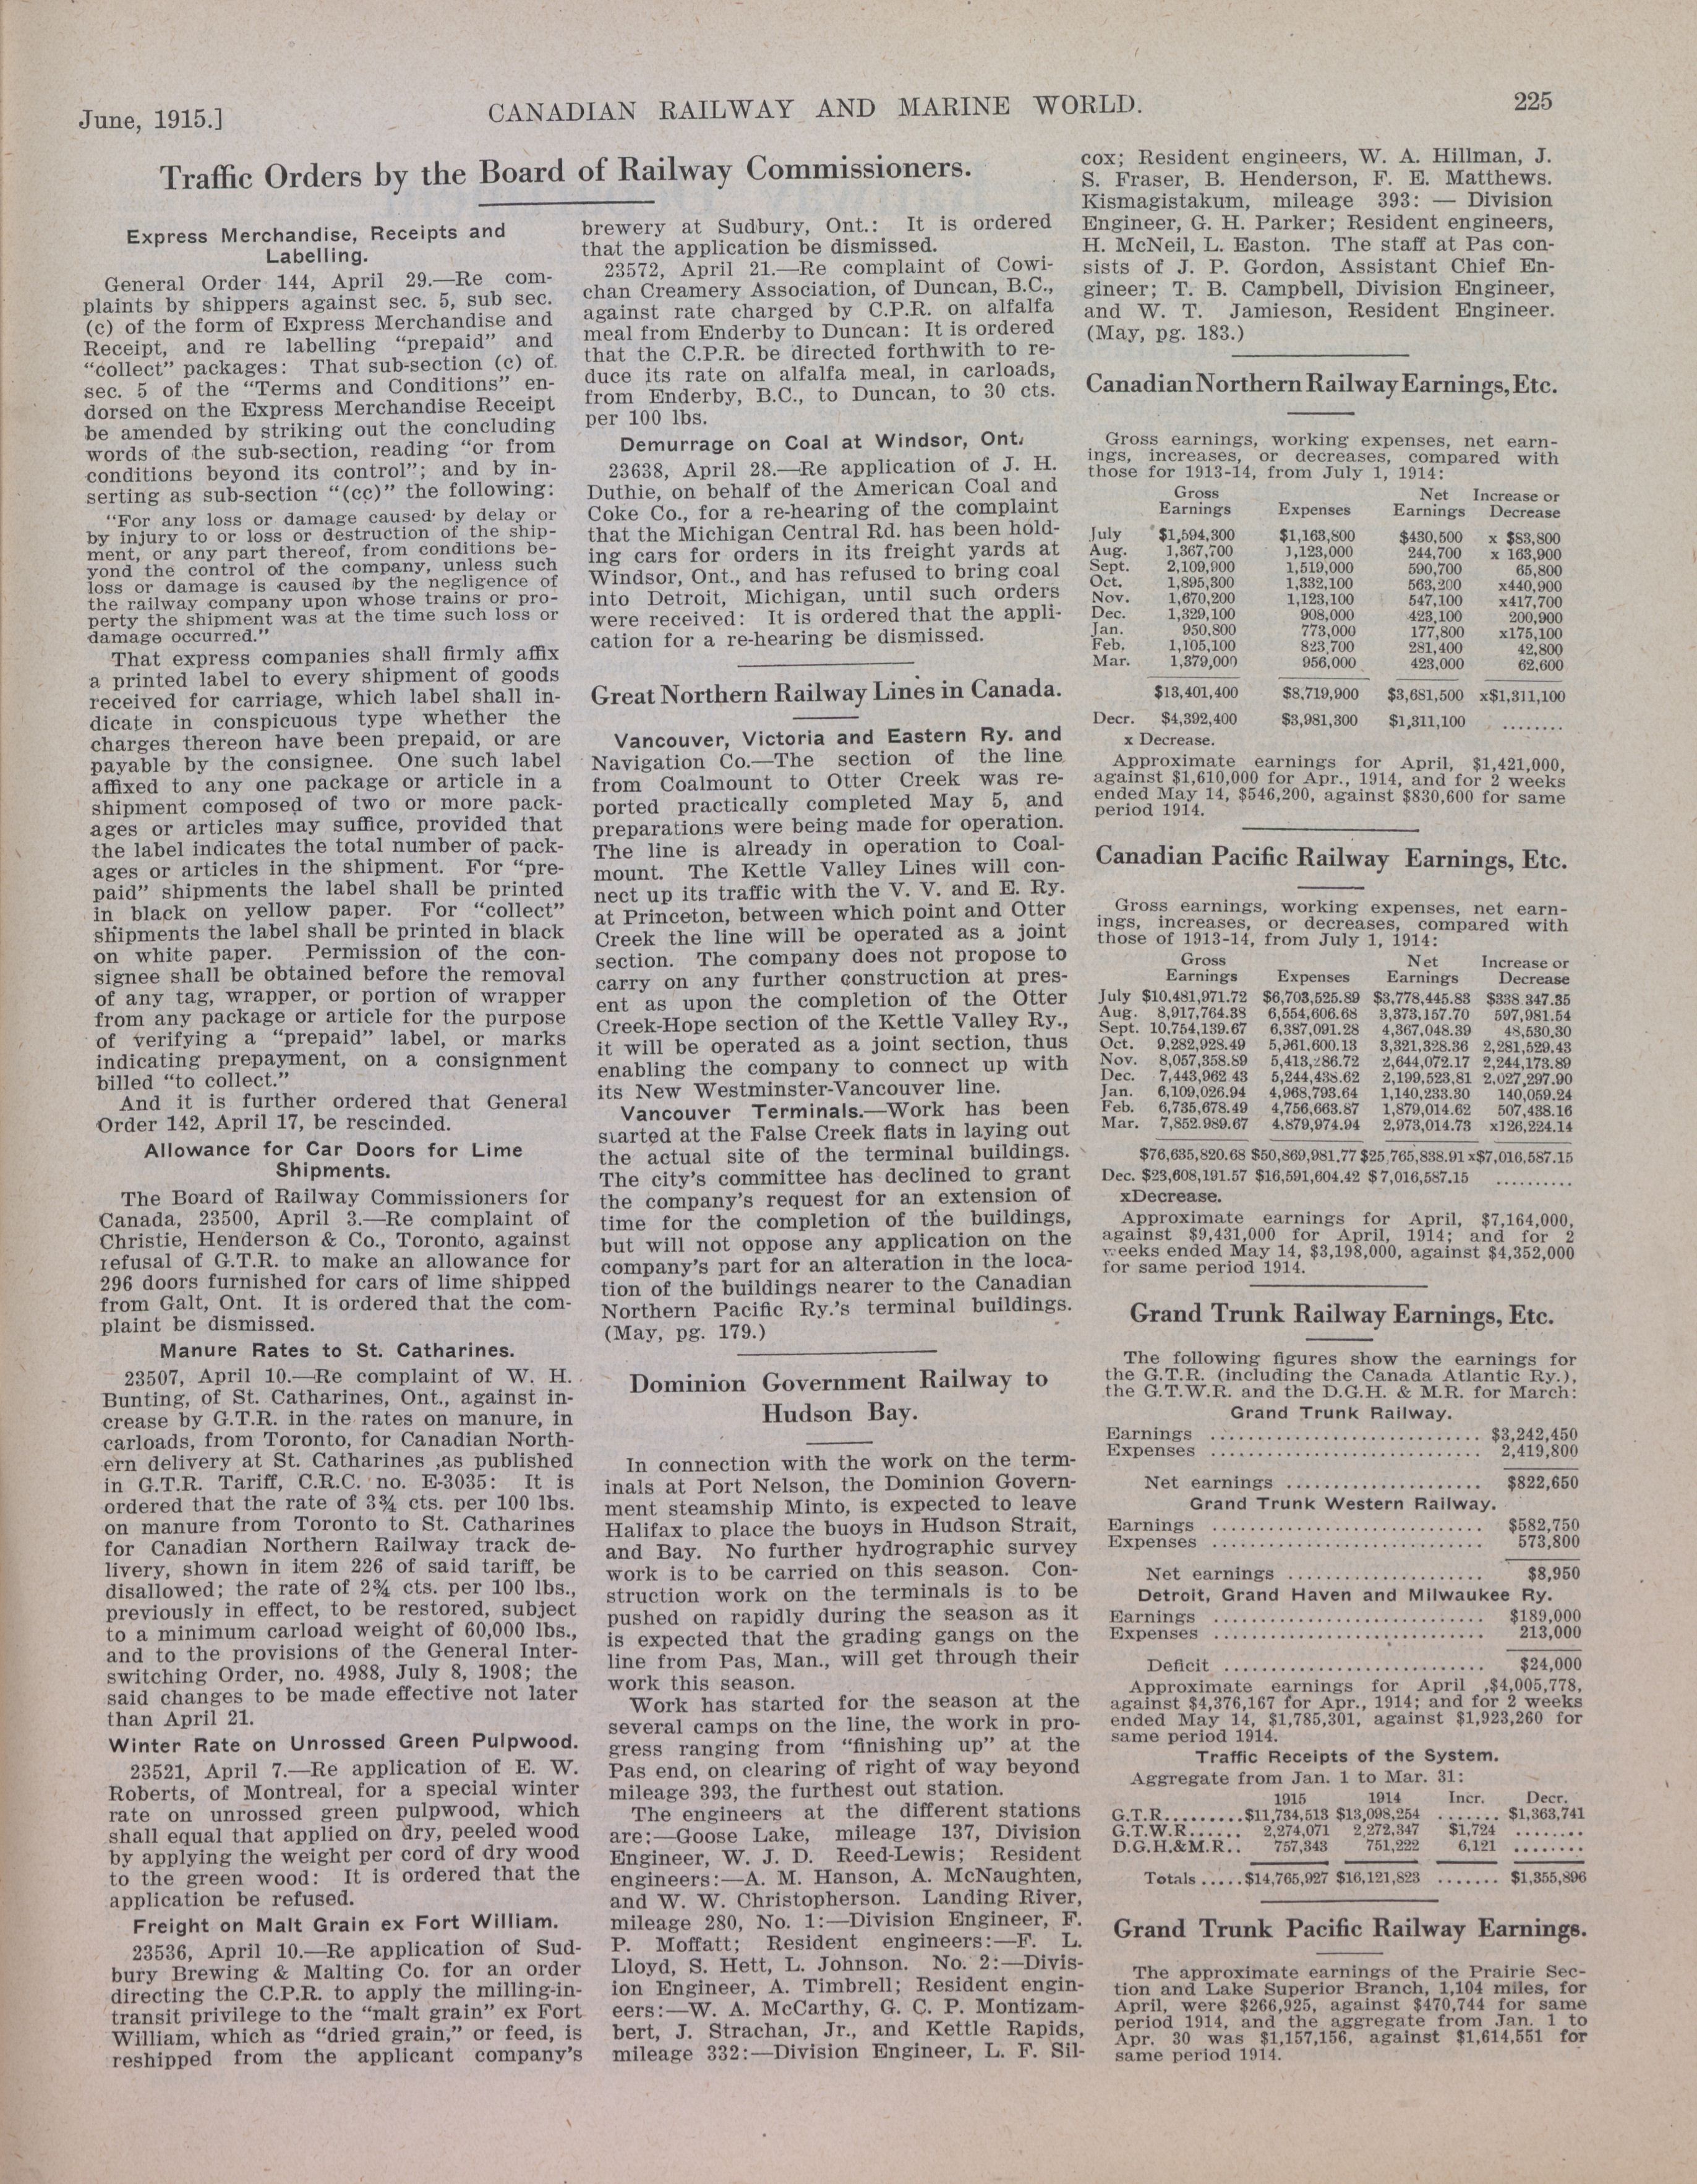 June, 1915.]
CANADIAN RAILWAY AND MARINE WORLD.
225
Traffic Orders by the Board of Railway Commissioners.
Express Merchandise, Receipts and
Labelling.
General Order 144, April 29.—Re com-
plaints by shippers against sec. 5, sub sec.
(c) of the form of Express Merchandise and
Receipt, and re labelling "prepaid" and
"collect" packages: That sub-section (c) of
sec. 5 of the "Terms and Conditions" en-
dorsed on the Express Merchandise Receipt
be amended by striking out the concluding
words of the sub-section, reading "or from
conditions beyond its control"; and by in-
serting as sub-section "(cc)" the following:
"For any loss or damage caused by delay or
by injury to or loss or destruction of the ship-
ment, or any part thereof, from conditions be-
yond the control of the company, unless such
loss or damage is caused by the negligence of
the railway company upon whose trains or pro-
perty the shipment was at the time such loss or
damage occurred."
That express companies shall firmly affix
a printed label to every shipment of goods
received for carriage, which label shall in-
dicate in conspicuous type whether the
charges thereon have been prepaid, or are
payable by the consignee. One such label
affixed to any one package or article in a
shipment composed of two or more pack-
ages or articles may suffice, provided that
the label indicates the total number of pack-
ages or articles in the shipment. For "pre-
paid" shipments the label shall be printed
in black on yellow paper. For "collect"
shipments the label shall be printed in black
on white paper. Permission of the con-
signee shall be obtained before the removal
of any tag, wrapper, or portion of wrapper
from any package or article for the purpose
of verifying a "prepaid" label, or marks
indicating prepayment, on a consignment
billed "to collect."
And it is further ordered that General
Order 142, April 17, be rescinded.
Allowance for Car Doors for Lime
Shipments.
The Board of Railway Commissioners for
Canada, 23500, April 3.—Re complaint of
Christie, Henderson & Co., Toronto, against
refusal of G.T.R. to make an allowance for
296 doors furnished for cars of lime shipped
from Galt, Ont. It is ordered that the com-
plaint be dismissed.
Manure Rates to St. Catharines.
23507, April 10.—Re complaint of W. H.
Bunting, of St. Catharines, Ont., against in-
crease by G.T.R. in the rates on manure, in
carloads, from Toronto, for Canadian North-
ern delivery at St. Catharines ,as published
in G.T.R. Tariff, C.R.C. no. E-3035: It is
ordered that the rate of 3¾ cts. per 100 lbs.
on manure from Toronto to St. Catharines
for Canadian Northern Railway track de-
livery, shown in item 226 of said tariff, be
disallowed; the rate of 2¾ cts. per 100 lbs.,
previously in effect, to be restored, subject
to a minimum carload weight of 60,000 lbs.,
and to the provisions of the General Inter-
switching Order, no. 4988, July 8, 1908; the
said changes to be made effective not later
than April 21.
Winter Rate on Unrossed Green Pulpwood.
23521, April 7.—Re application of E. W.
Roberts, of Montreal, for a special winter
rate on unrossed green pulpwood, which
shall equal that applied on dry, peeled wood
by applying the weight per cord of dry wood
to the green wood: It is ordered that the
application be refused.
Freight on Malt Grain ex Fort William.
23536, April 10.—Re application of Sud-
bury Brewing & Malting Co. for an order
directing the C.P.R. to apply the milling-in-
transit privilege to the "malt grain" ex Fort
William, which as "dried grain," or feed, is
reshipped from the applicant company's
brewery at Sudbury, Ont.: It is ordered
that the application be dismissed.
23572, April 21.—Re complaint of Cowi-
chan Creamery Association, of Duncan, B.C.,
against rate charged by C.P.R. on alfalfa
meal from Enderby to Duncan: It is ordered
that the C.P.R. be directed forthwith to re-
duce its rate on alfalfa meal, in carloads,
from Enderby, B.C., to Duncan, to 30 cts.
per 100 lbs.
Demurrage on Coal at Windsor, Ont.
23638, April 28.—Re application of J. H.
Duthie, on behalf of the American Coal and
Coke Co., for a re-hearing of the complaint
that the Michigan Central Rd. has been hold-
ing cars for orders in its freight yards at
Windsor, Ont., and has refused to bring coal
into Detroit, Michigan, until such orders
were received: It is ordered that the appli-
cation for a re-hearing be dismissed.
Great Northern Railway Lines in Canada.
Vancouver, Victoria and Eastern Ry. and
Navigation Co.—The section of the line
from Coalmount to Otter Creek was re-
ported practically completed May 5, and
preparations were being made for operation.
The line is already in operation to Coal-
mount. The Kettle Valley Lines will con-
nect up its traffic with the V. V. and E. Ry.
at Princeton, between which point and Otter
Creek the line will be operated as a joint
section. The company does not propose to
carry on any further construction at pres-
ent as upon the completion of the Otter
Creek-Hope section of the Kettle Valley Ry.,
it will be operated as a joint section, thus
enabling the company to connect up with
its New Westminster-Vancouver line.
Vancouver Terminals.—Work has been
started at the False Creek flats in laying out
the actual site of the terminal buildings.
The city's committee has declined to grant
the company's request for an extension of
time for the completion of the buildings,
but will not oppose any application on the
company's part for an alteration in the loca-
tion of the buildings nearer to the Canadian
Northern Pacific Ry.'s terminal buildings.
(May, pg. 179.)
Dominion Government Railway to
Hudson Bay.
In connection with the work on the term-
inals at Port Nelson, the Dominion Govern-
ment steamship Minto, is expected to leave
Halifax to place the buoys in Hudson Strait,
and Bay. No further hydrographic survey
work is to be carried on this season. Con-
struction work on the terminals is to be
pushed on rapidly during the season as it
is expected that the grading gangs on the
line from Pas, Man., will get through their
work this season.
Work has started for the season at the
several camps on the line, the work in pro-
gress ranging from "finishing up" at the
Pas end, on clearing of right of way beyond
mileage 393, the furthest out station.
The engineers at the different stations
are:—Goose Lake, mileage 137, Division
Engineer, W. J. D. Reed-Lewis; Resident
engineers:—A. M. Hanson, A. McNaughten,
and W. W. Christopherson. Landing River,
mileage 280, No. 1:—Division Engineer, F.
P. Moffatt; Resident engineers:—F. L.
Lloyd, S. Hett, L. Johnson. No. 2:—Divis-
ion Engineer, A. Timbrell; Resident engin-
eers:—W. A. McCarthy, G. C. P. Montizam-
bert, J. Strachan, Jr., and Kettle Rapids,
mileage 332:—Division Engineer, L. F. Sil-
cox; Resident engineers, W. A. Hillman, J.
S. Fraser, B. Henderson, F. E. Matthews.
Kismagistakum, mileage 393: — Division
Engineer, G. H. Parker; Resident engineers,
H. McNeil, L. Easton. The staff at Pas con-
sists of J. P. Gordon, Assistant Chief En-
gineer; T. B. Campbell, Division Engineer,
and W. T. Jamieson, Resident Engineer.
(May, pg. 183.)
Canadian Northern Railway Earnings, Etc.
Gross earnings, working expenses, net earn-
ings, increases, or decreases, compared with
those for 1913-14, from July 1, 1914:
Gross Net Increase or
Earnings Expenses Earnings Decrease
July $1,594,300 $1,163,800 $430,500 x $83,800
Aug. 1,367,700 1,123,000 244,700 x 163,900
Sept. 2,109,900 1,519,000 590,700 65,800
Oct. 1,895,300 1,332,100 563,200 x440,900
Nov. 1,670,200 1,123,100 547,100 x417,700
Dec. 1,329,100 908,000 423,100 200,900
Jan. 950,800 773,000 177,800 x175,100
Feb. 1,105,100 823,700 281,400 42,800
Mar. 1,379,000 956,000 423,000 62,600
$13,401,400 $8,719,900 $3,681,500 x$1,311,100
Decr. $4,392,400 $3,981,300 $1,311,100 ........
x Decrease.
Approximate earnings for April, $1,421,000,
against $1,610,000 for Apr., 1914, and for 2 weeks
ended May 14, $546,200, against $830,600 for same
period 1914.
Canadian Pacific Railway Earnings, Etc.
Gross earnings, working expenses, net earn-
ings, increases, or decreases, compared with
those of 1913-14, from July 1, 1914:
Gross Net Increase or
Earnings Expenses Earnings Decrease
July $10,481,971.72 $6,703,525.89 $3,778,445.83 $338.347.35
Aug. 8,917,764.38 6,554,606.68 3,373,157.70 597,981.54
Sept. 10,754,139.67 6,387,091.28 4,367,048.39 48,530.30
Oct. 9,282,928.49 5,961,600.13 3,321,328.36 2,281,529.43
Nov. 8,057,358.89 5,413,286.72 2,644,072.17 2,244,173.89
Dec. 7,443,962 43 5,244,438.62 2,199,523,81 2,027,297.90
Jan. 6,109,026.94 4,968,793.64 1,140,233.30 140,059.24
Feb. 6,735,678.49 4,756,663.87 1,879,014.62 507,438.16
Mar. 7,852.989.67 4,879,974.94 2,973,014.73 x126,224.14
$76,635,820.68 $50,869,981.77 $25,765,838.91 x$7,016,587.15
Dec. $23,608,191.57 $16,591,604.42 $7,016,587.15 ..........
xDecrease.
Approximate earnings for April, $7,164,000,
against $9,431,000 for April, 1914; and for 2
weeks ended May 14, $3,198,000, against $4,352,000
for same period 1914.
Grand Trunk Railway Earnings, Etc.
The following figures show the earnings for
the G.T.R. (including the Canada Atlantic Ry.),
the G.T.W.R. and the D.G.H. & M.R. for March:
Grand Trunk Railway.
Earnings ............................ $3,242,450
Expenses ............................ 2,419,800
Net earnings ..................... $822,650
Grand Trunk Western Railway.
Earnings ............................ $582,750
Expenses ............................ 573,800
Net earnings ..................... $8,950
Detroit, Grand Haven and Milwaukee Ry.
Earnings ............................ $189,000
Expenses ............................ 213,000
Deficit ........................... $24,000
Approximate earnings for April ,$4,005,778,
against $4,376,167 for Apr., 1914; and for 2 weeks
ended May 14, $1,785,301, against $1,923,260 for
same period 1914.
Traffic Receipts of the System.
Aggregate from Jan. 1 to Mar. 31:
1915 1914 Incr. Decr.
G.T.R.........$11,734,513 $13,098,254 ....... $1,363,741
G.T.W.R...... 2,274,071 2,272,347 $1,724 ........
D.G.H.&M.R.. 757,343 751,222 6,121 ........
Totals .....$14,765,927 $16,121,823 ....... $1,355,896
Grand Trunk Pacific Railway Earnings.
The approximate earnings of the Prairie Sec-
tion and Lake Superior Branch, 1,104 miles, for
April, were $266,925, against $470,744 for same
period 1914, and the aggregate from Jan. 1 to
Apr. 30 was $1,157,156, against $1,614,551 for
same period 1914.